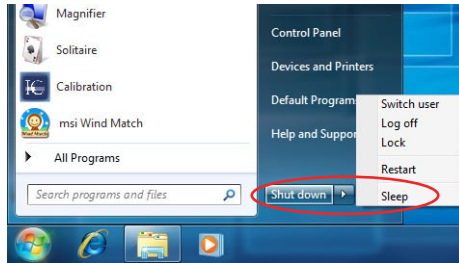 Magnifier
Solitaire
Calibration
msi Wind Match
All Programs
Search programs and files
Control Panel
Devices and Printers
Default Program
Help and Suppor
Shut down
Switch user
Log off
Lock
Restart
Sleep